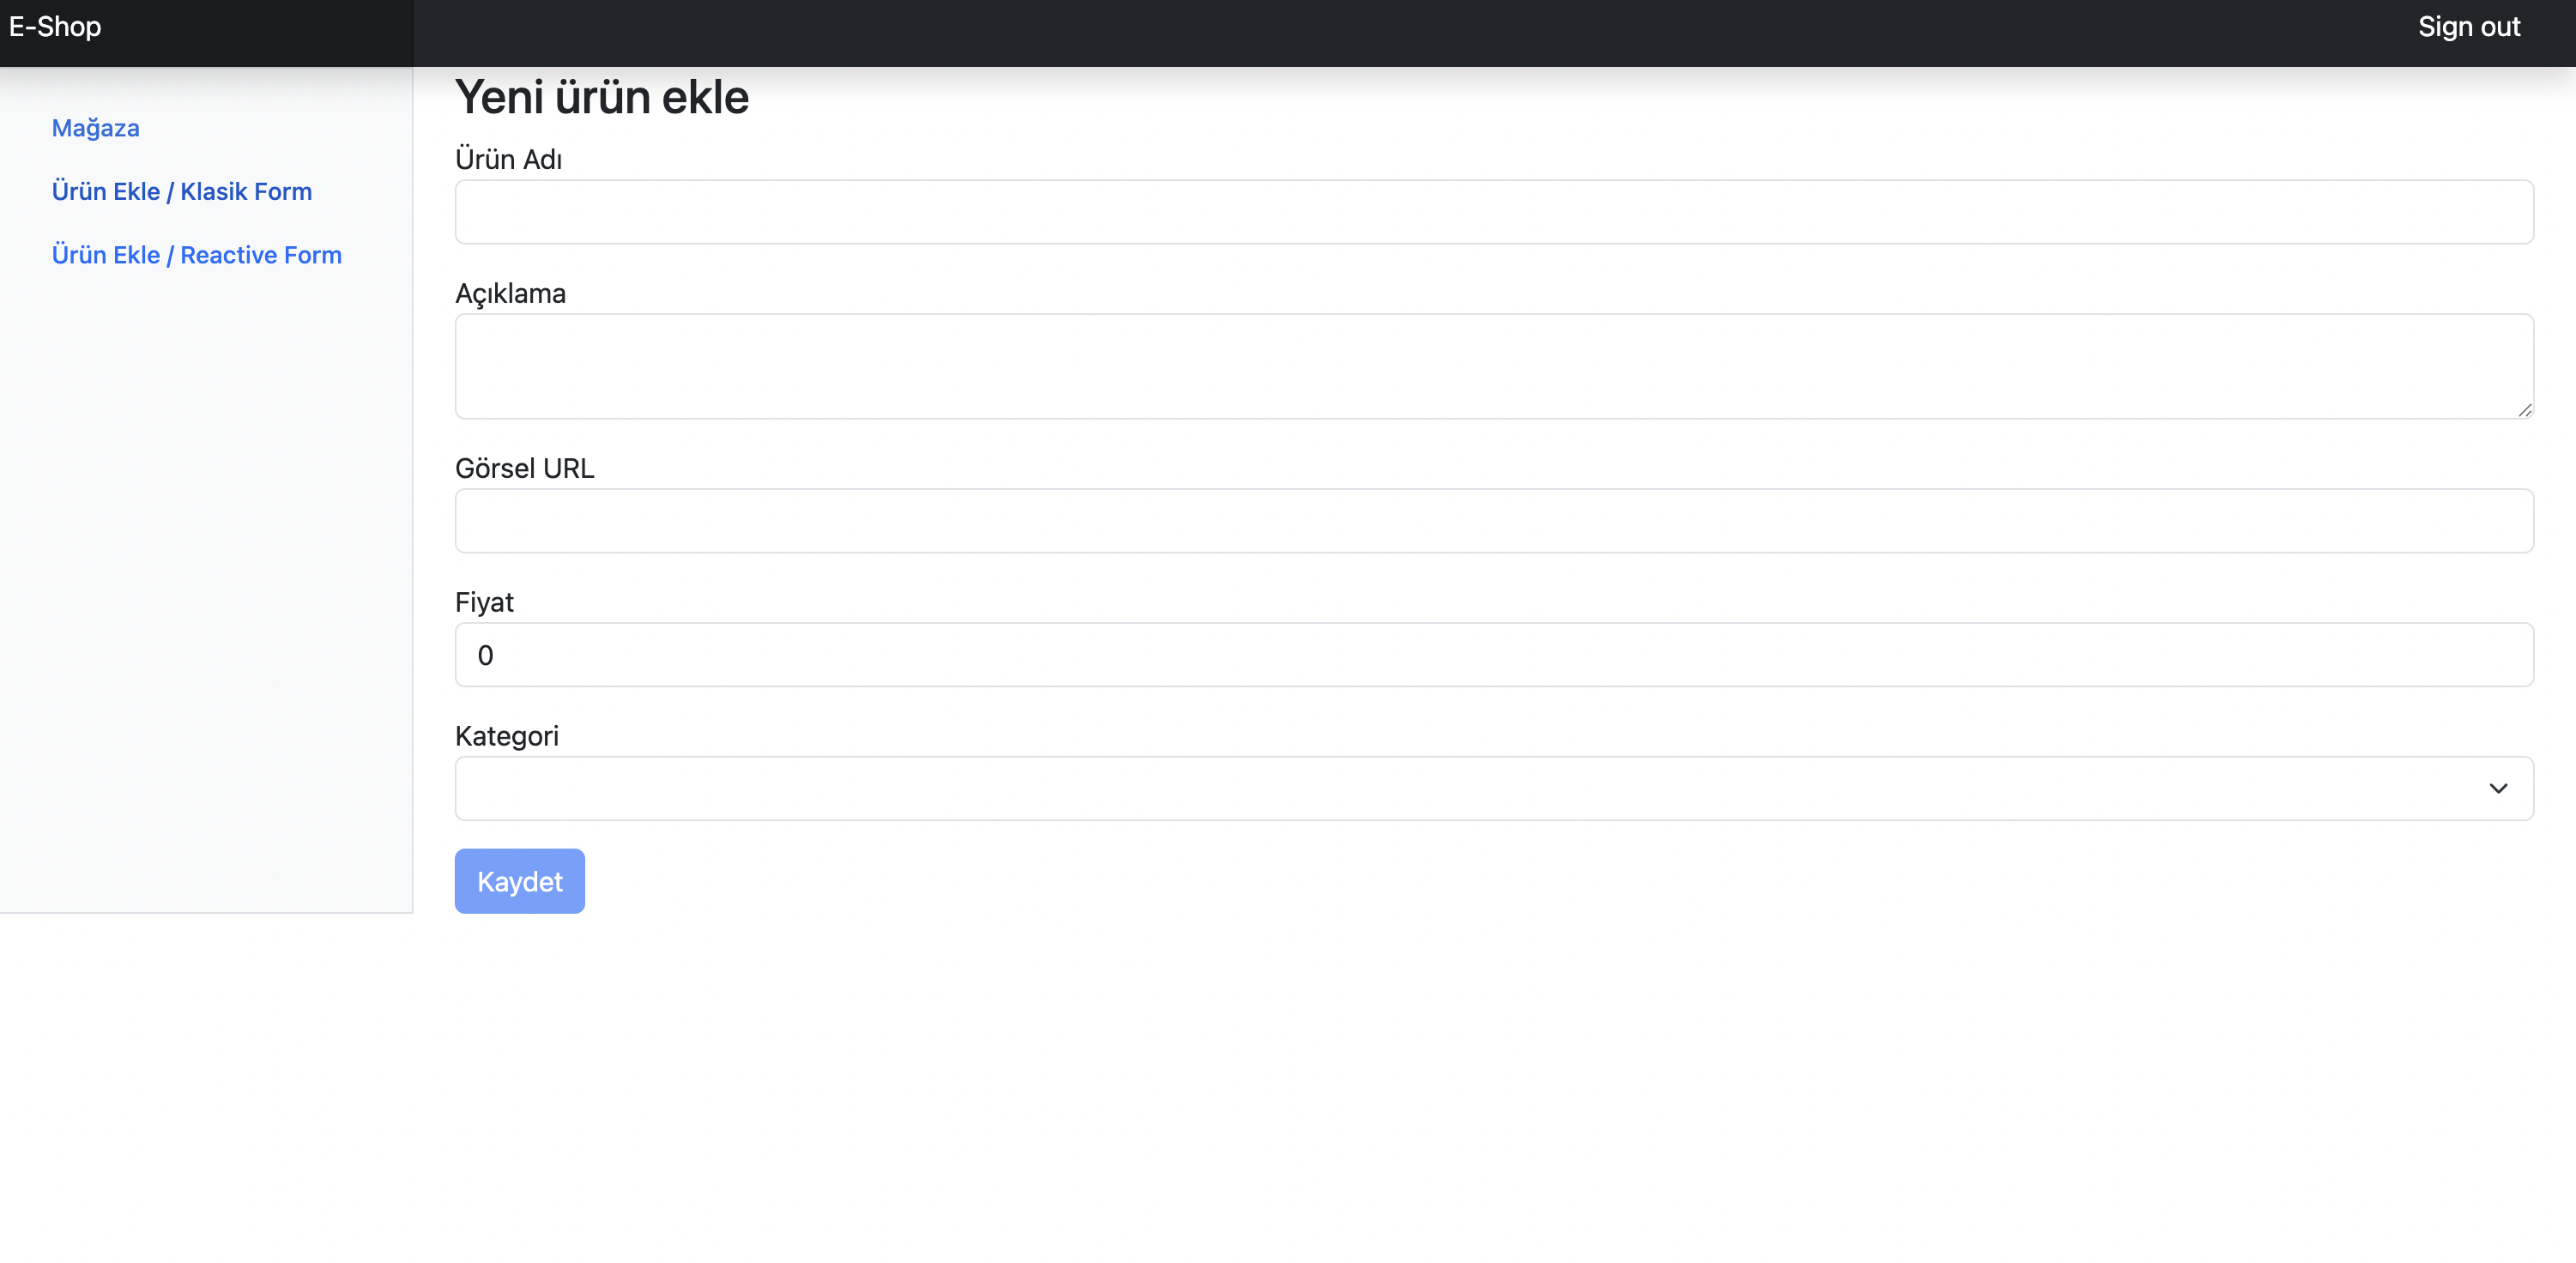 E-Shop
Sign out
Mağaza
Ürün Ekle / Klasik Form
Ürün Ekle / Reactive Form
Yeni ürün ekle
Ürün Adı
Açıklama
Görsel URL
Fiyat
0
Kategori
Kaydet